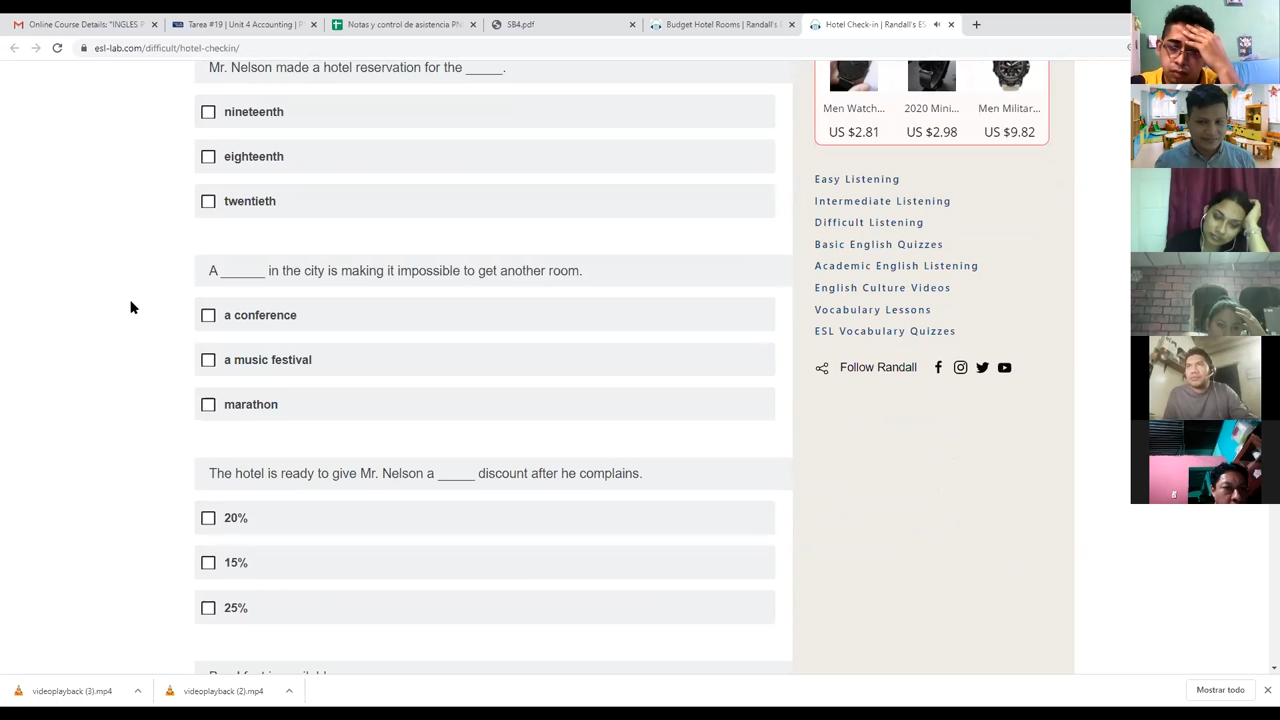 Online Course Details: "INGLES P
Tarea #19 | Unit 4 Accounting | P
Notas y control de asistencia PN
SB4.pdf
Budget Hotel Rooms | Randall's
Hotel Check-in | Randall's ES
esl-lab.com/difficult/hotel-checkin/
Mr. Nelson made a hotel reservation for the _____.
nineteenth
eighteenth
twentieth
A ______ in the city is making it impossible to get another room.
a conference
a music festival
marathon
The hotel is ready to give Mr. Nelson a _____ discount after he complains.
20%
15%
25%
Men Watch... 2020 Mini... Men Militar...
US $2.81 US $2.98 US $9.82
Easy Listening
Intermediate Listening
Difficult Listening
Basic English Quizzes
Academic English Listening
English Culture Videos
Vocabulary Lessons
ESL Vocabulary Quizzes
Follow Randall
videoplayback (3).mp4
videoplayback (2).mp4
Mostrar todo